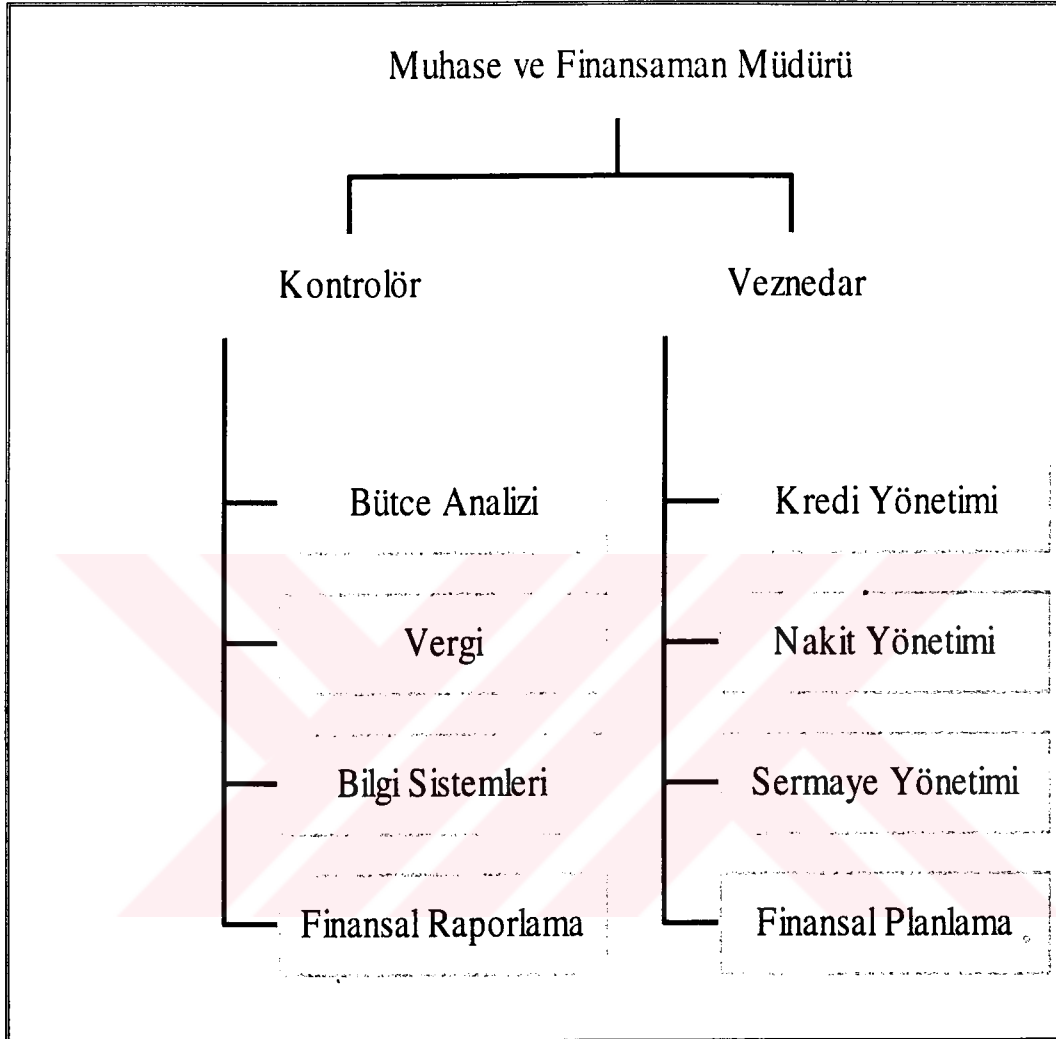 Muhase ve Finansaman Müdürü
Kontrolör
Veznedar
Bütce Analizi
Kredi Yönetimi
Vergi
Nakit Yönetimi
Bilgi Sistemleri
Sermaye Yönetimi
Finansal Raporlama
Finansal Planlama